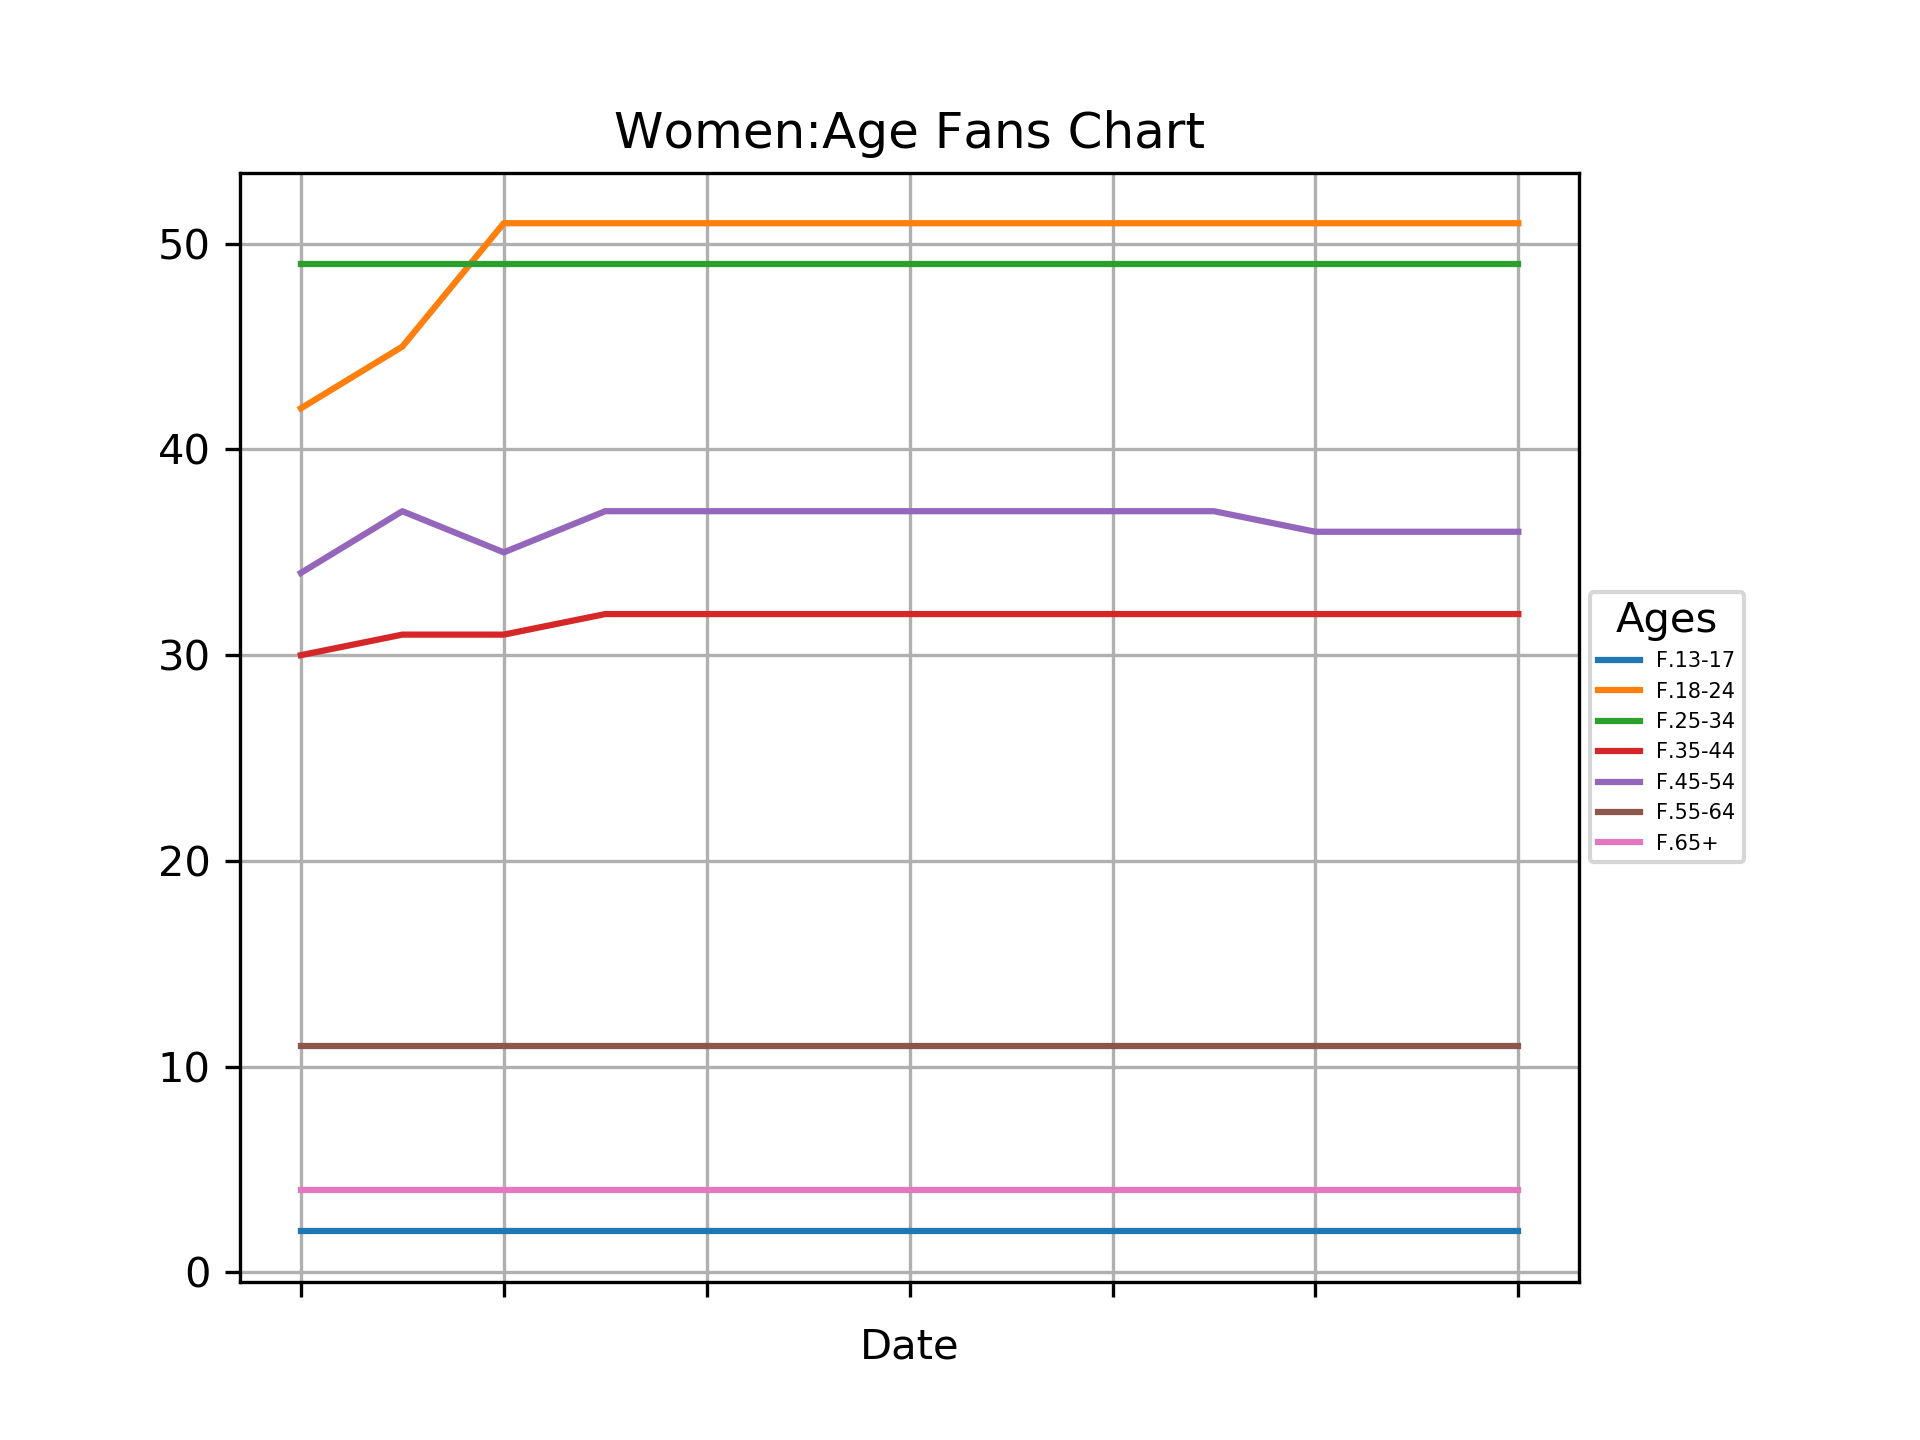 Women:Age Fans Chart
50
40
30
20
10
0
Date
Ages
F.13-17
F.18-24
F.25-34
F.35-44
F.45-54
F.55-64
F.65+